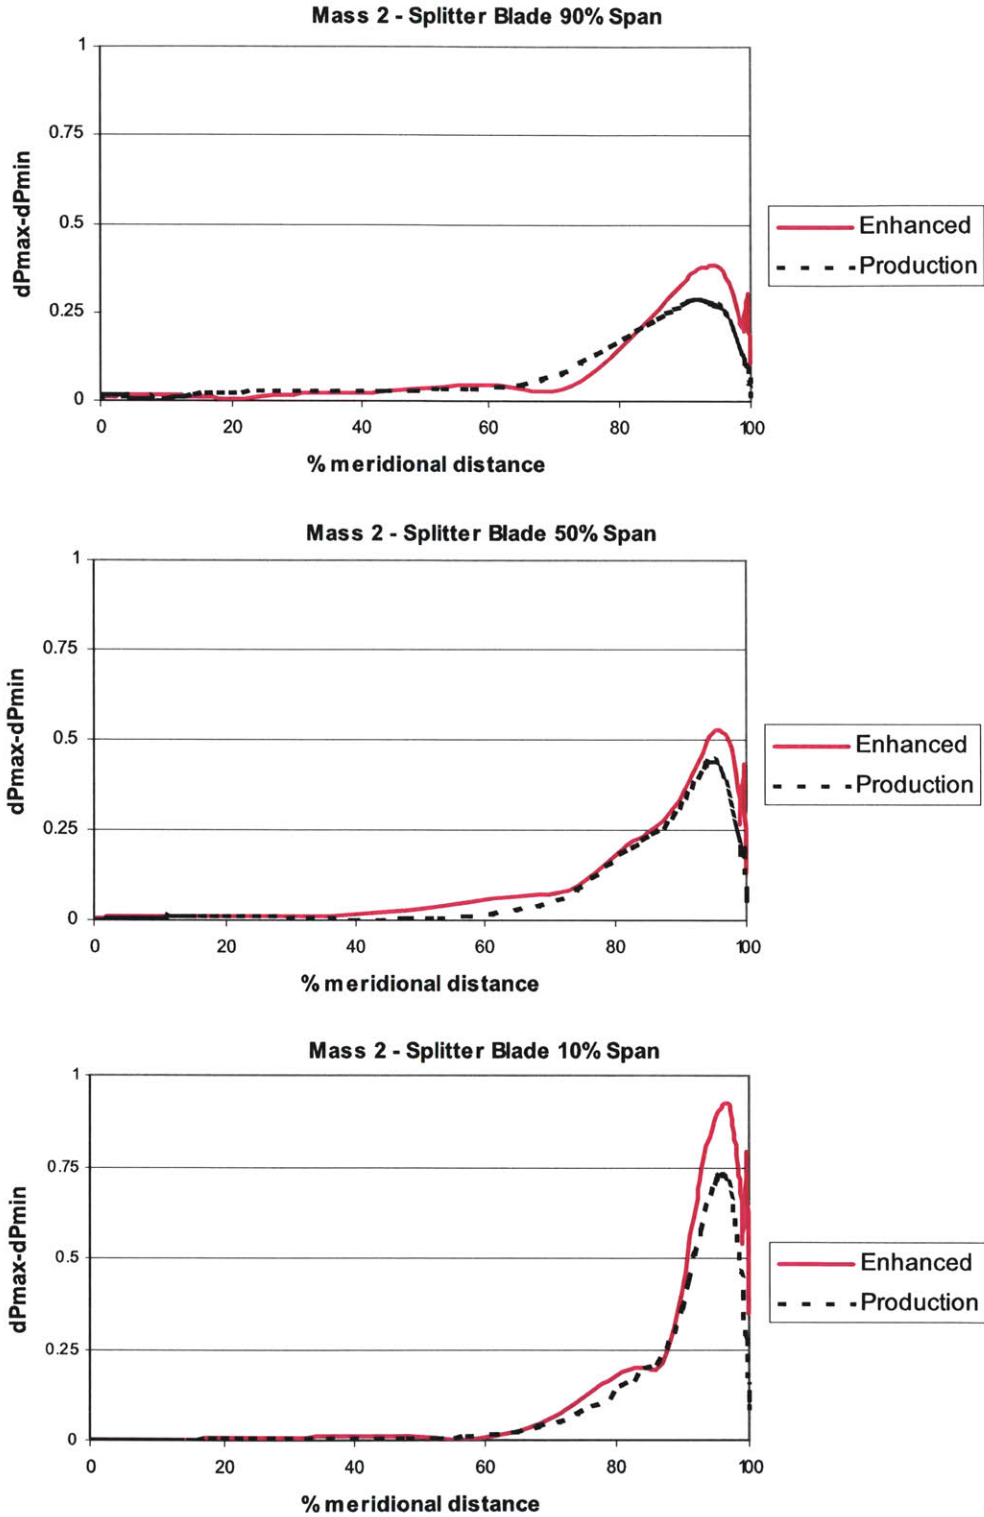 Mass 2 - Splitter Blade 90% Span
1
0.75
0.5
0.25
0
dPmax-dPmin
0 20 40 60 80 100
% meridional distance
Enhanced
Production
Mass 2 - Splitter Blade 50% Span
1
0.75
0.5
0.25
0
dPmax-dPmin
0 20 40 60 80 100
% meridional distance
Enhanced
Production
Mass 2 - Splitter Blade 10% Span
1
0.75
0.5
0.25
0
dPmax-dPmin
0 20 40 60 80 100
% meridional distance
Enhanced
Production